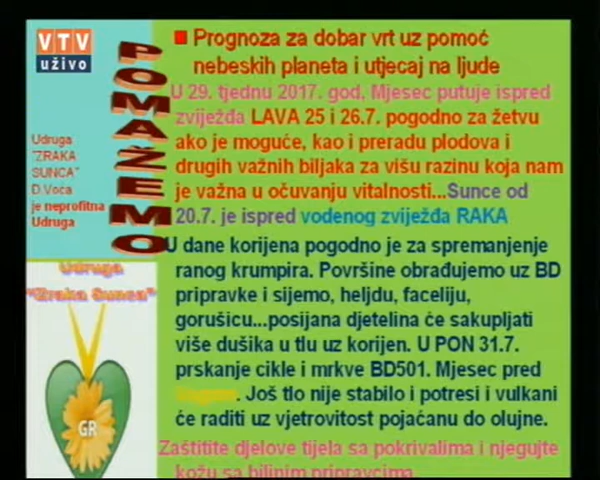 VTV
uživo
POMAŽEMO
Udruga
"ZRAKA
SUNCA"
D.Voća
je neprofitna
Udruga
Udruga
"Zraka Sunca"
GR
Prognoza za dobar vrt uz pomoć
nebeskih planeta i utjecaj na ljude
U 29. tjednu 2017. god, Mjesec putuje ispred
zviježda LAVA 25 i 26.7. pogodno za žetvu
ako je moguće, kao i preradu plodova i
drugih važnih biljaka za višu razinu koja nam
je važna u očuvanju vitalnosti...Sunce od
20.7. je ispred vodenog zviježđa RAKA
U dane korijena pogodno je za spremanjenje
ranog krumpira. Površine obrađujemo uz BD
pripravke i sijemo, heljdu, faceliju,
gorušicu...posijana djetelina će sakupljati
više dušika u tlu uz korijen. U PON 31.7.
prskanje cikle i mrkve BD501. Mjesec pred
. Još tlo nije stabilo i potresi i vulkani
će raditi uz vjetrovitost pojaćanu do olujne.
Zaštitite djelove tijela sa pokrivalima i njegujte
kožu sa biljnim pripravcima